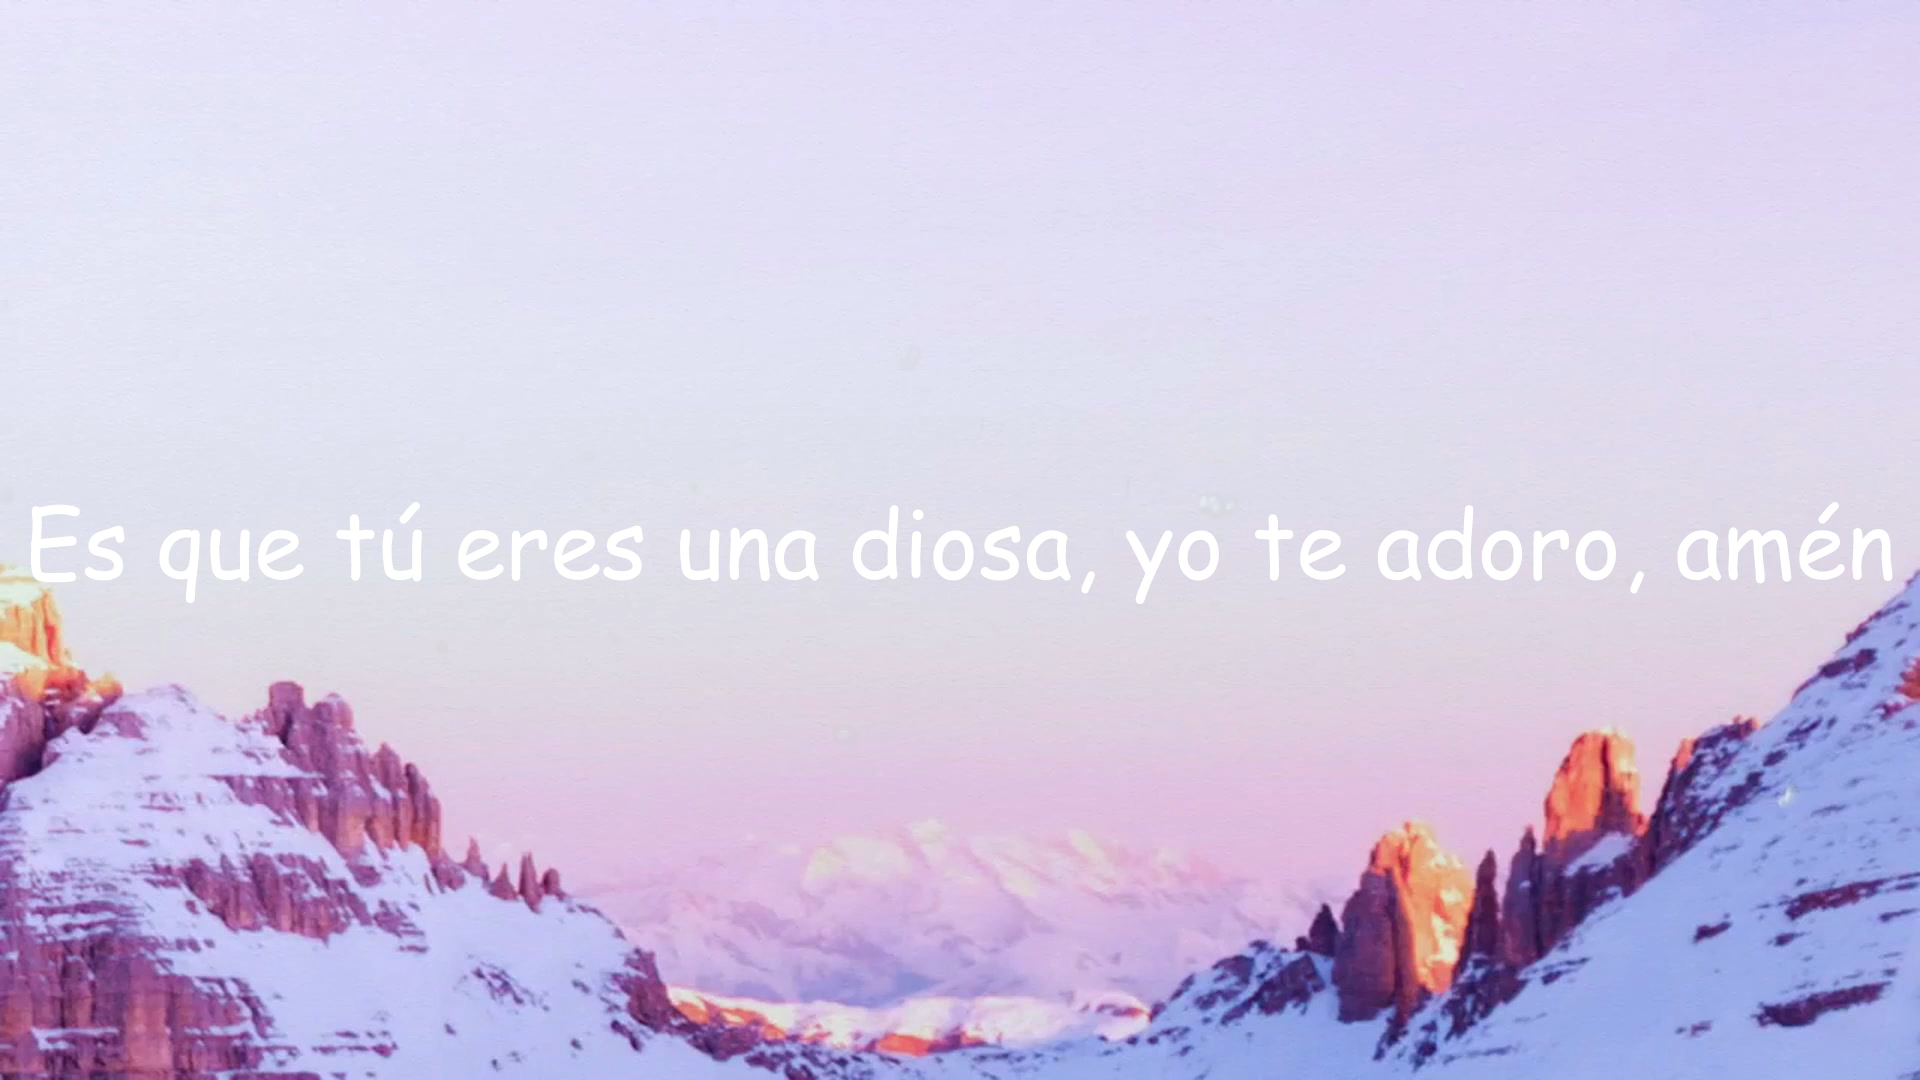 Es que tú eres una diosa, yo te adoro, amén